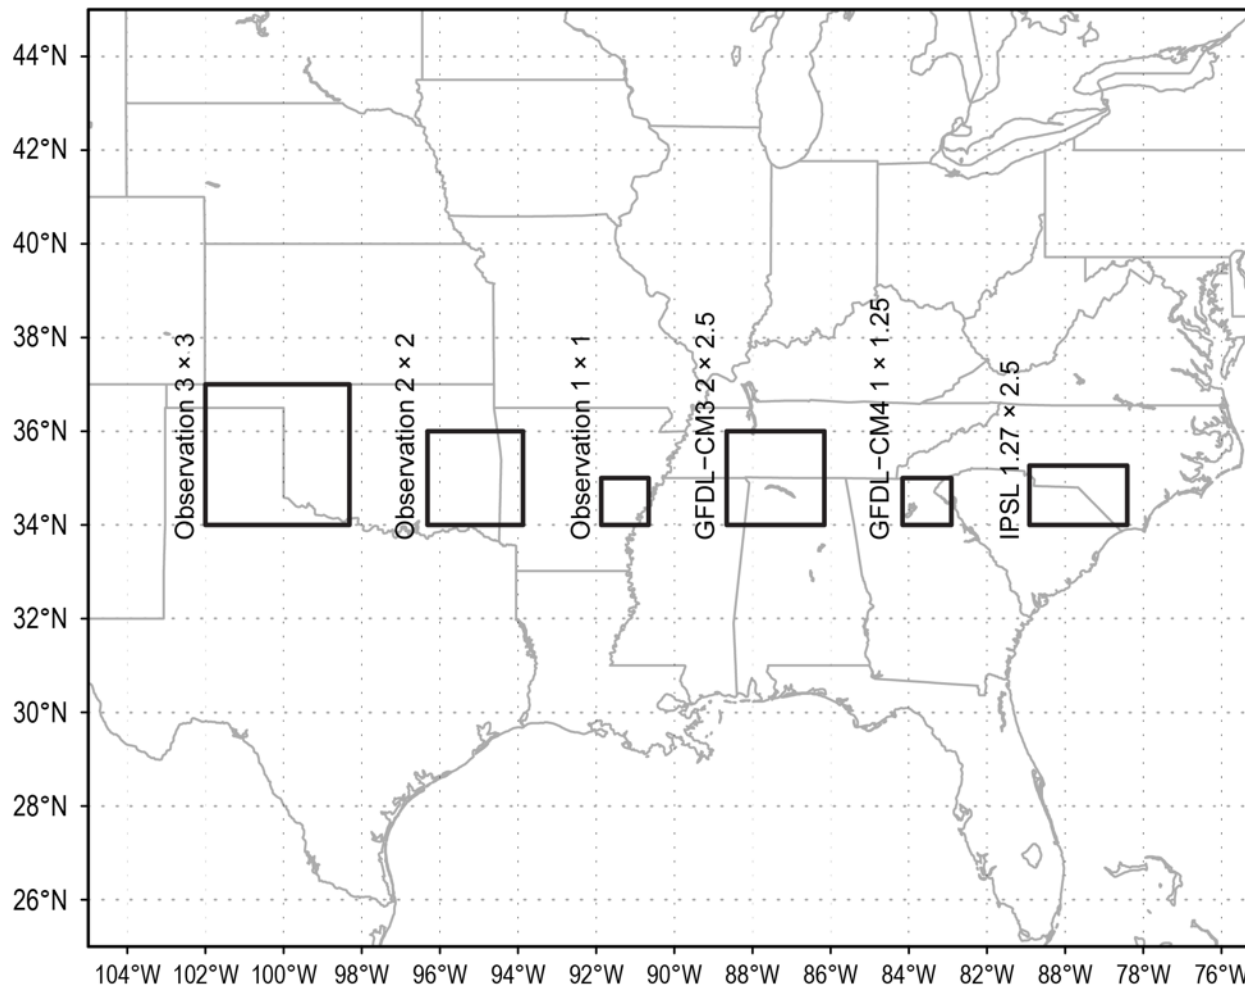 44°N
42°N
40°N
38°N
36°N
34°N
32°N
30°N
28°N
26°N
Observation 3 × 3
Observation 2 × 2
Observation 1 × 1
GFDL−CM3 2 × 2.5
GFDL−CM4 1 × 1.25
IPSL 1.27 × 2.5
104°W 102°W 100°W 98°W 96°W 94°W 92°W 90°W 88°W 86°W 84°W 82°W 88°W 78°W 76°W